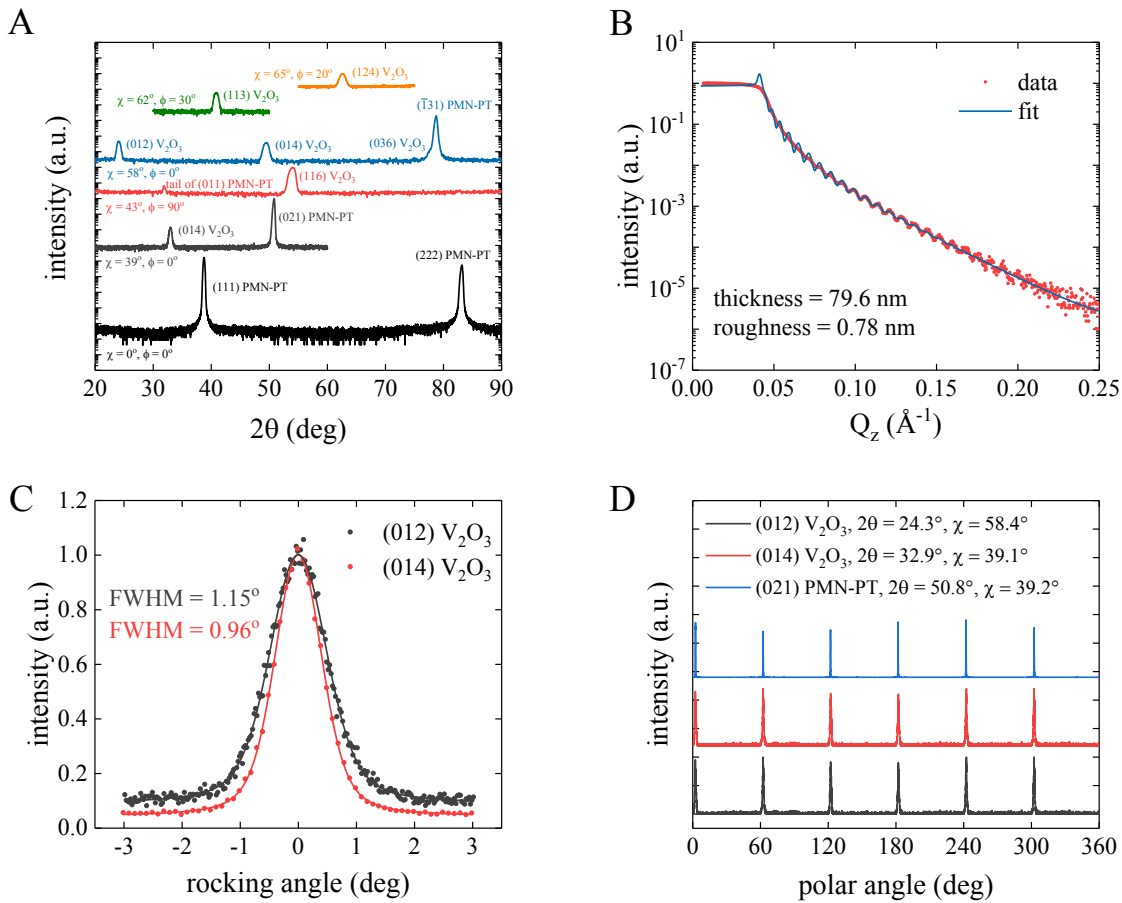 A
χ = 65°, ϕ = 20°
(124) V₂O₃
χ = 62°, ϕ = 30°
(113) V₂O₃
(1̄31) PMN-PT
(012) V₂O₃
(014) V₂O₃
(036) V₂O₃
χ = 58°, ϕ = 0°
tail of (011) PMN-PT
(116) V₂O₃
χ = 43°, ϕ = 90°
(021) PMN-PT
(014) V₂O₃
χ = 39°, ϕ = 0°
(222) PMN-PT
(111) PMN-PT
χ = 0°, ϕ = 0°
20 30 40 50 60 70 80 90
2θ (deg)
intensity (a.u.)
B
10¹
10⁻¹
10⁻³
10⁻⁵
10⁻⁷
data
fit
thickness = 79.6 nm
roughness = 0.78 nm
0.00 0.05 0.10 0.15 0.20 0.25
Q_z (Å⁻¹)
intensity (a.u.)
C
1.2
1.0
0.8
0.6
0.4
0.2
0.0
(012) V₂O₃
(014) V₂O₃
FWHM = 1.15°
FWHM = 0.96°
-3 -2 -1 0 1 2 3
rocking angle (deg)
intensity (a.u.)
D
(012) V₂O₃, 2θ = 24.3°, χ = 58.4°
(014) V₂O₃, 2θ = 32.9°, χ = 39.1°
(021) PMN-PT, 2θ = 50.8°, χ = 39.2°
0 60 120 180 240 300 360
polar angle (deg)
intensity (a.u.)